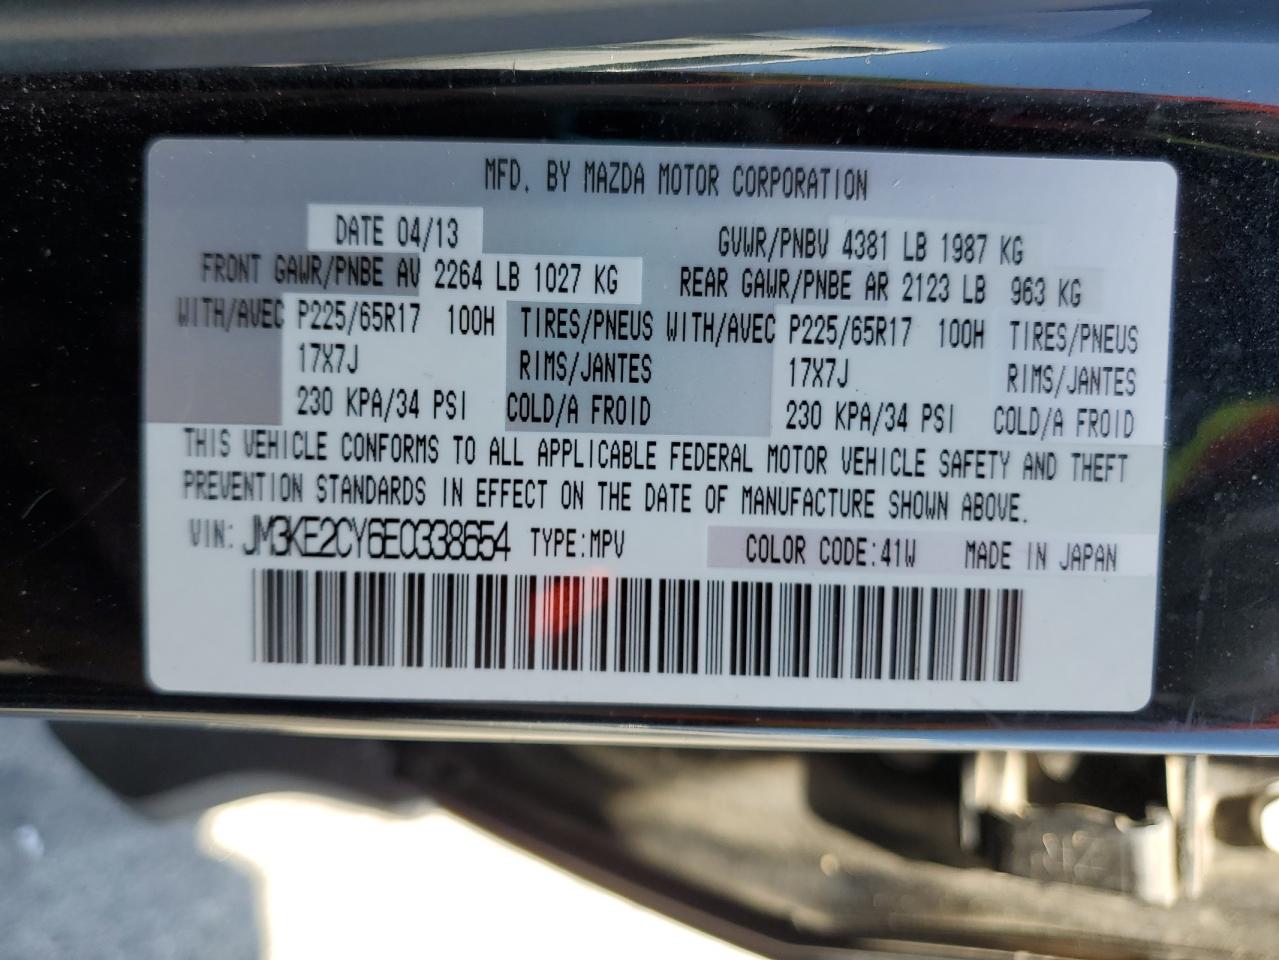 MFD. BY MAZDA MOTOR CORPORATION
DATE 04/13 GVWR/PNBV 4381 LB 1987 KG
FRONT GAWR/PNBE AV 2264 LB 1027 KG REAR GAWR/PNBE AR 2123 LB 963 KG
WITH/AVEC P225/65R17 100H TIRES/PNEUS WITH/AVEC P225/65R17 100H TIRES/PNEUS
17X7J RIMS/JANTES 17X7J RIMS/JANTES
230 KPA/34 PSI COLD/A FROID 230 KPA/34 PSI COLD/A FROID
THIS VEHICLE CONFORMS TO ALL APPLICABLE FEDERAL MOTOR VEHICLE SAFETY AND THEFT
PREVENTION STANDARDS IN EFFECT ON THE DATE OF MANUFACTURE SHOWN ABOVE.
VIN: JM3KE2CY6E0338654 TYPE:MPV COLOR CODE:41W MADE IN JAPAN